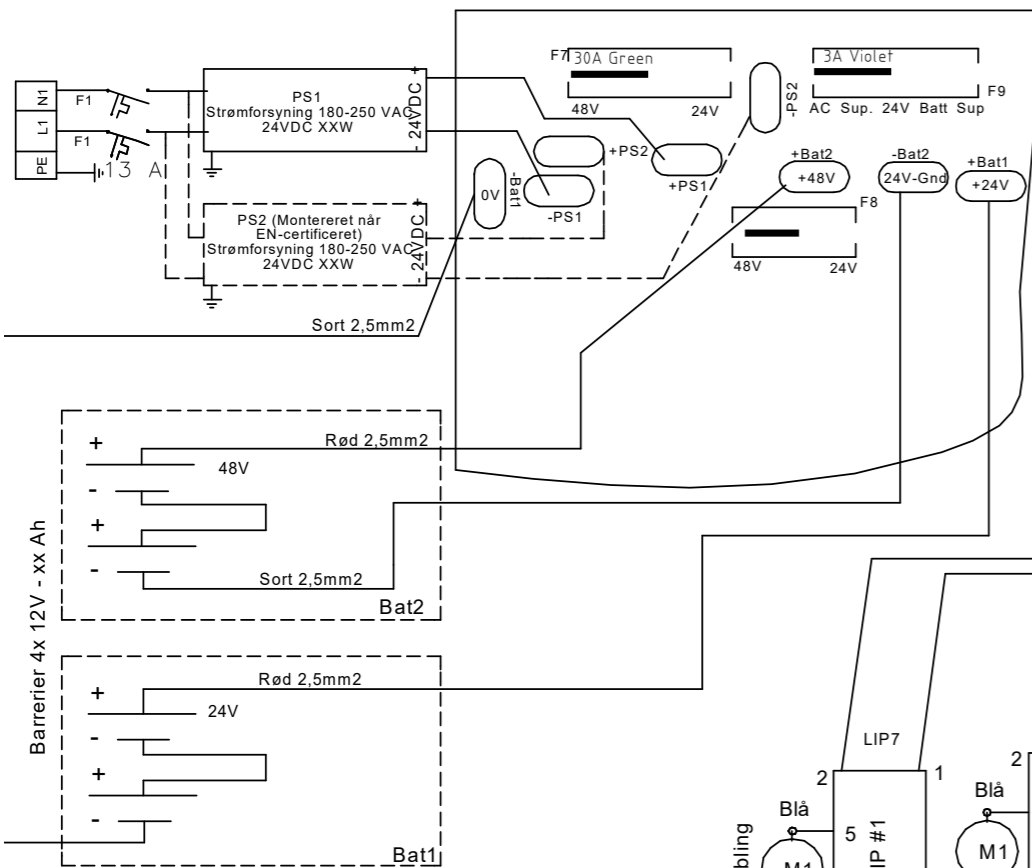 N1
L1
PE
F1
F1
13 A
PS1
Strømforsyning 180-250 VAC
24VDC XXW
- 24VDC +
PS2 (Montereret når
EN-certificeret)
Strømforsyning 180-250 VAC
24VDC XXW
- 24VDC +
F7
30A Green
48V 24V
-PS2
3A Violet
F9
AC Sup. 24V Batt Sup
+PS2
+PS1
-PS1
0V
-Bat1
+Bat2
+48V
-Bat2
24V-Gnd
+Bat1
+24V
F8
48V 24V
Sort 2,5mm2
Barrerier 4x 12V - xx Ah
+
-
+
-
48V
Rød 2,5mm2
Sort 2,5mm2
Bat2
+
-
+
-
24V
Rød 2,5mm2
Bat1
LIP7
2
1
2
Blå
5
Blå
M1
M1